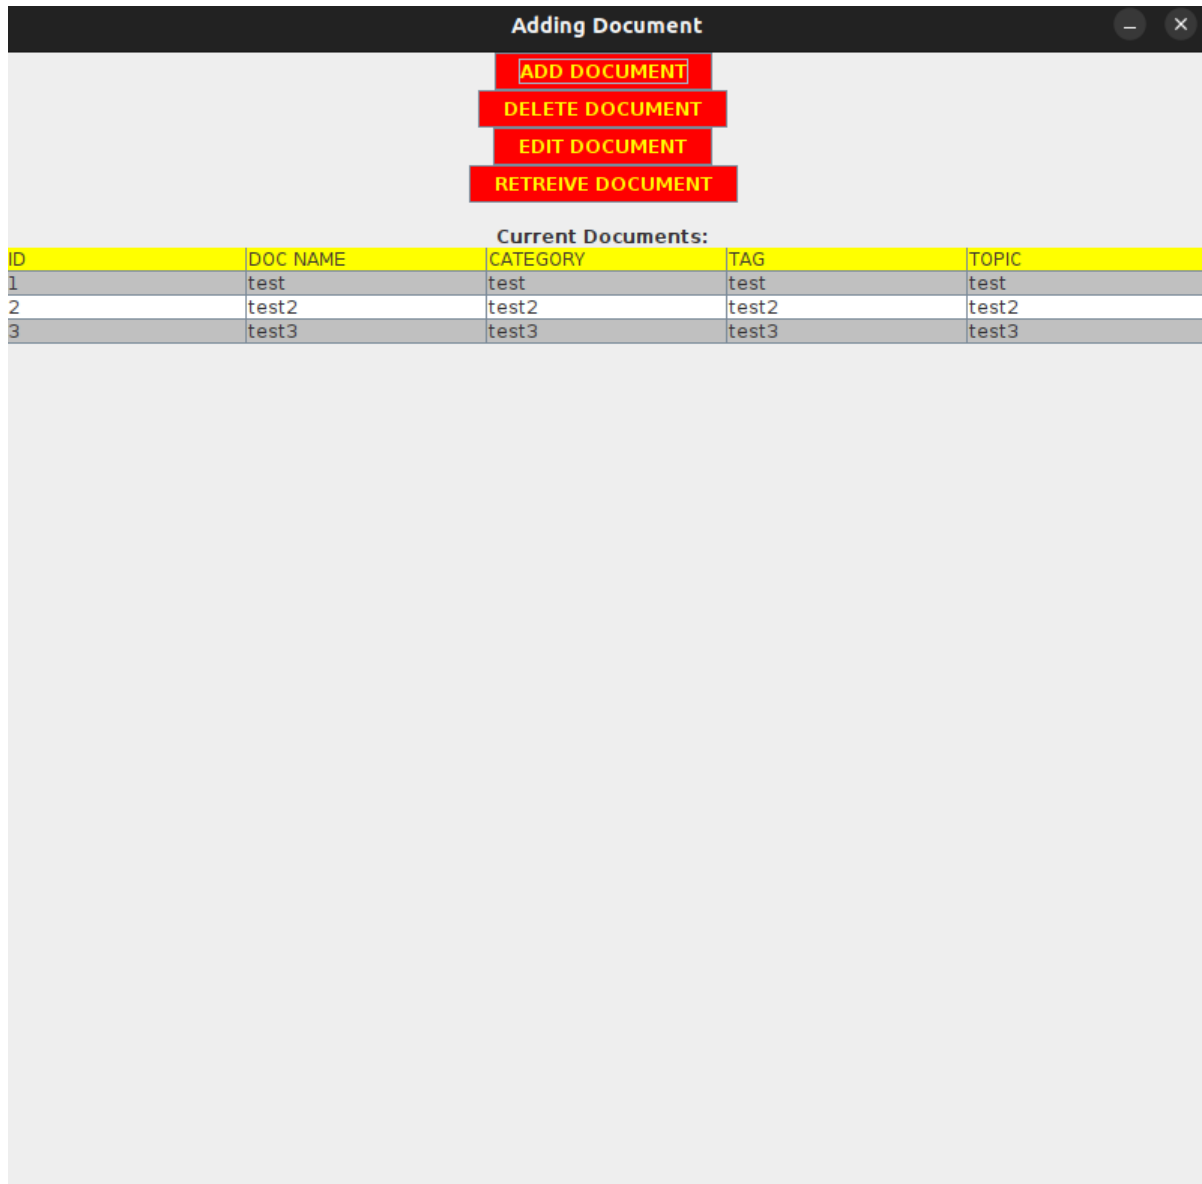 Adding Document
ADD DOCUMENT
DELETE DOCUMENT
EDIT DOCUMENT
RETREIVE DOCUMENT
Current Documents:
ID DOC NAME CATEGORY TAG TOPIC
1 test test test test
2 test2 test2 test2 test2
3 test3 test3 test3 test3